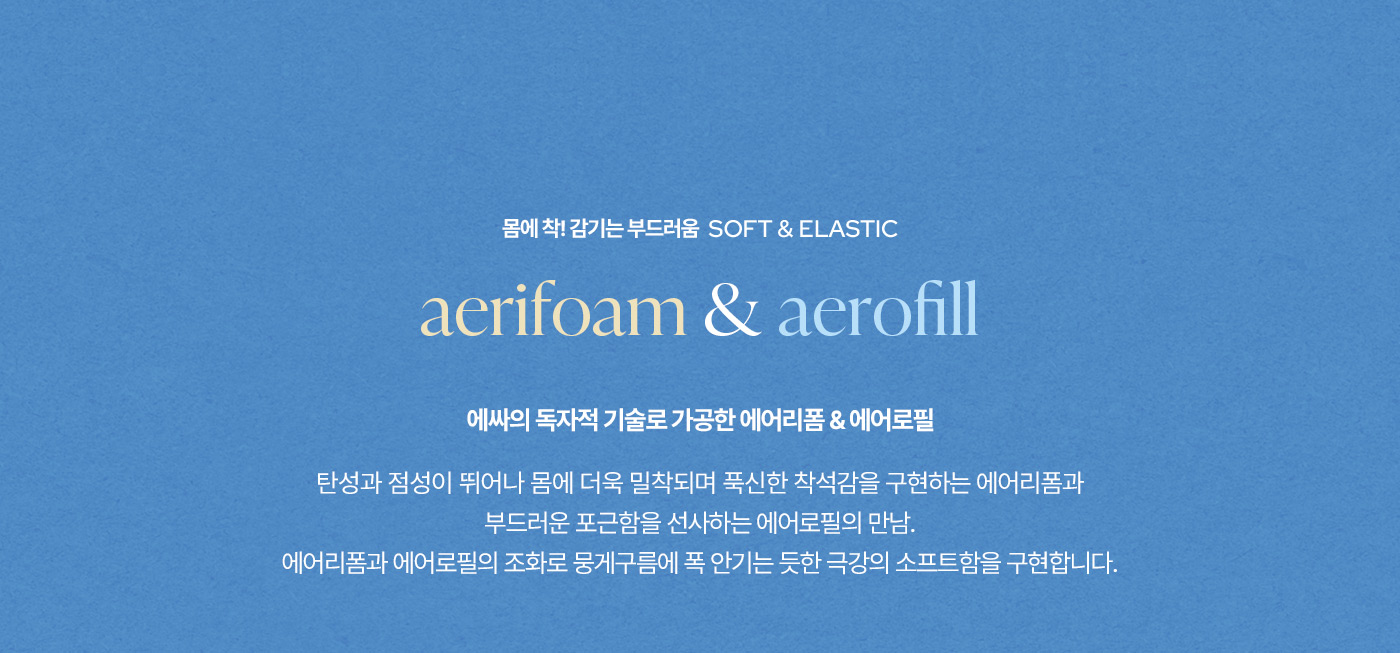 몸에 착! 감기는 부드러움 SOFT & ELASTIC
aerifoam & aerofill
에싸의 독자적 기술로 가공한 에어리폼 & 에어로필
탄성과 점성이 뛰어나 몸에 더욱 밀착되며 푹신한 착석감을 구현하는 에어리폼과
부드러운 포근함을 선사하는 에어로필의 만남.
에어리폼과 에어로필의 조화로 뭉게구름에 폭 안기는 듯한 극강의 소프트함을 구현합니다.